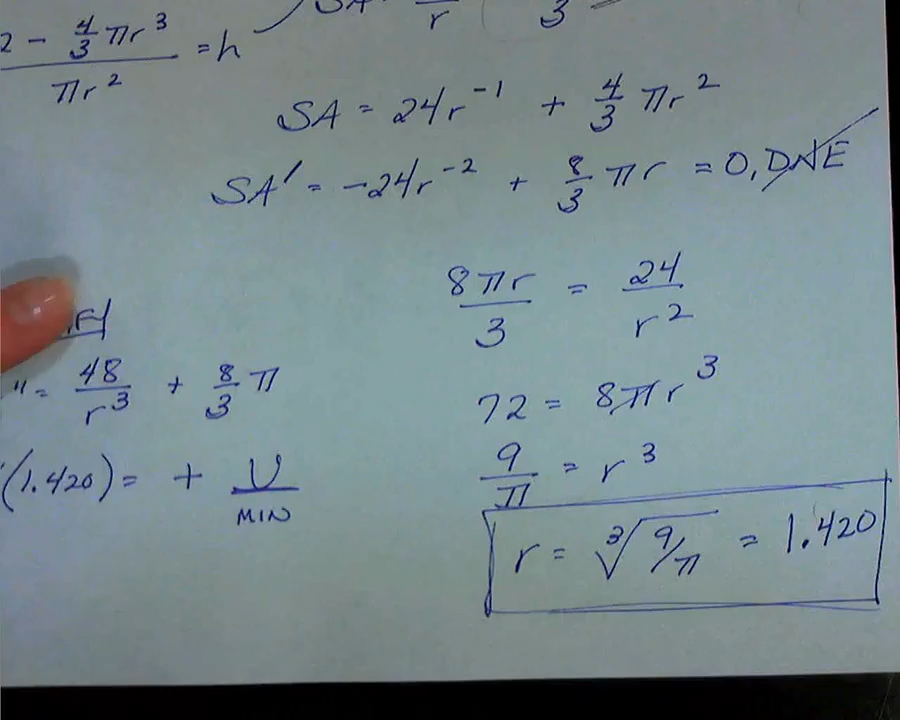 2 - 4/3 πr³ / πr² = h
SA = 24r⁻¹ + 4/3 πr²
SA' = -24r⁻² + 8/3 πr = 0, DNE
8πr/3 = 24/r²
72 = 8πr³
9/π = r³
r = ∛(9/π) = 1.420
" = 48/r³ + 8/3 π
(1.420) = + U
MIN